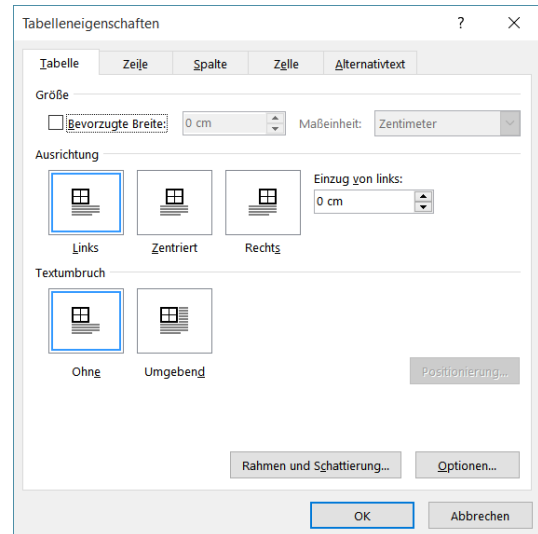 Tabelleneigenschaften ? ×
Tabelle Zeile Spalte Zelle Alternativtext
Größe
Bevorzugte Breite: 0 cm Maßeinheit: Zentimeter
Ausrichtung
Einzug von links:
0 cm
Links Zentriert Rechts
Textumbruch
Ohne Umgebend
Positionierung...
Rahmen und Schattierung... Optionen...
OK Abbrechen